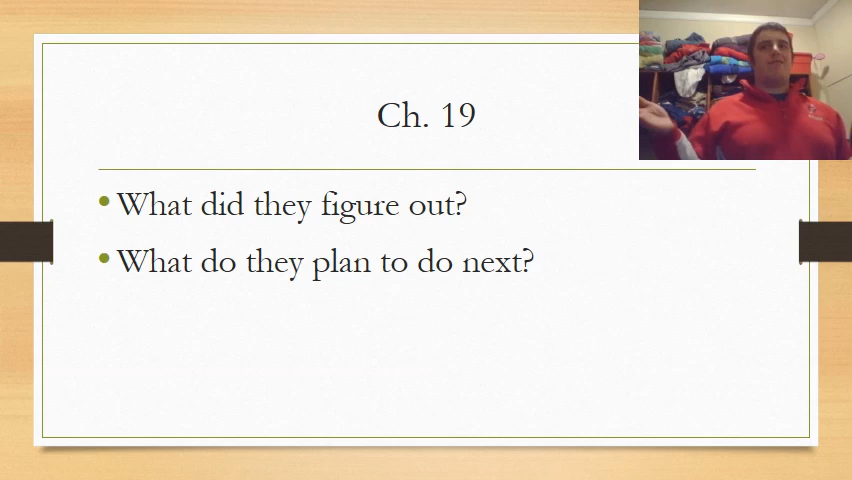 Ch. 19
• What did they figure out?
• What do they plan to do next?